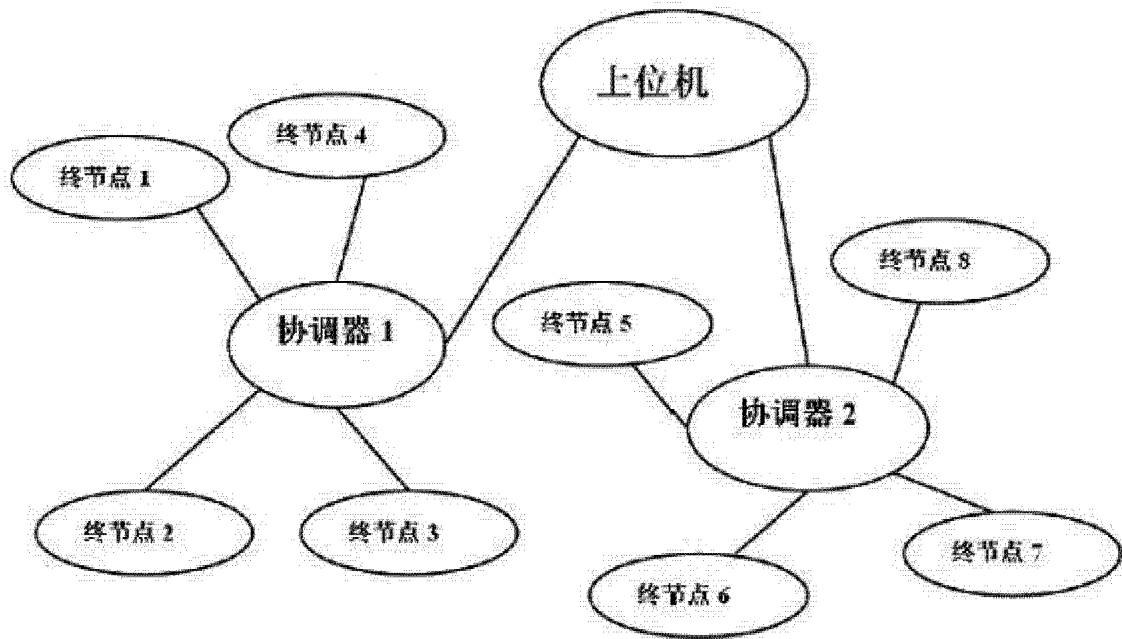 上位机
终节点 4
终节点 1
终节点 8
协调器 1
终节点 5
协调器 2
终节点 2
终节点 3
终节点 7
终节点 6